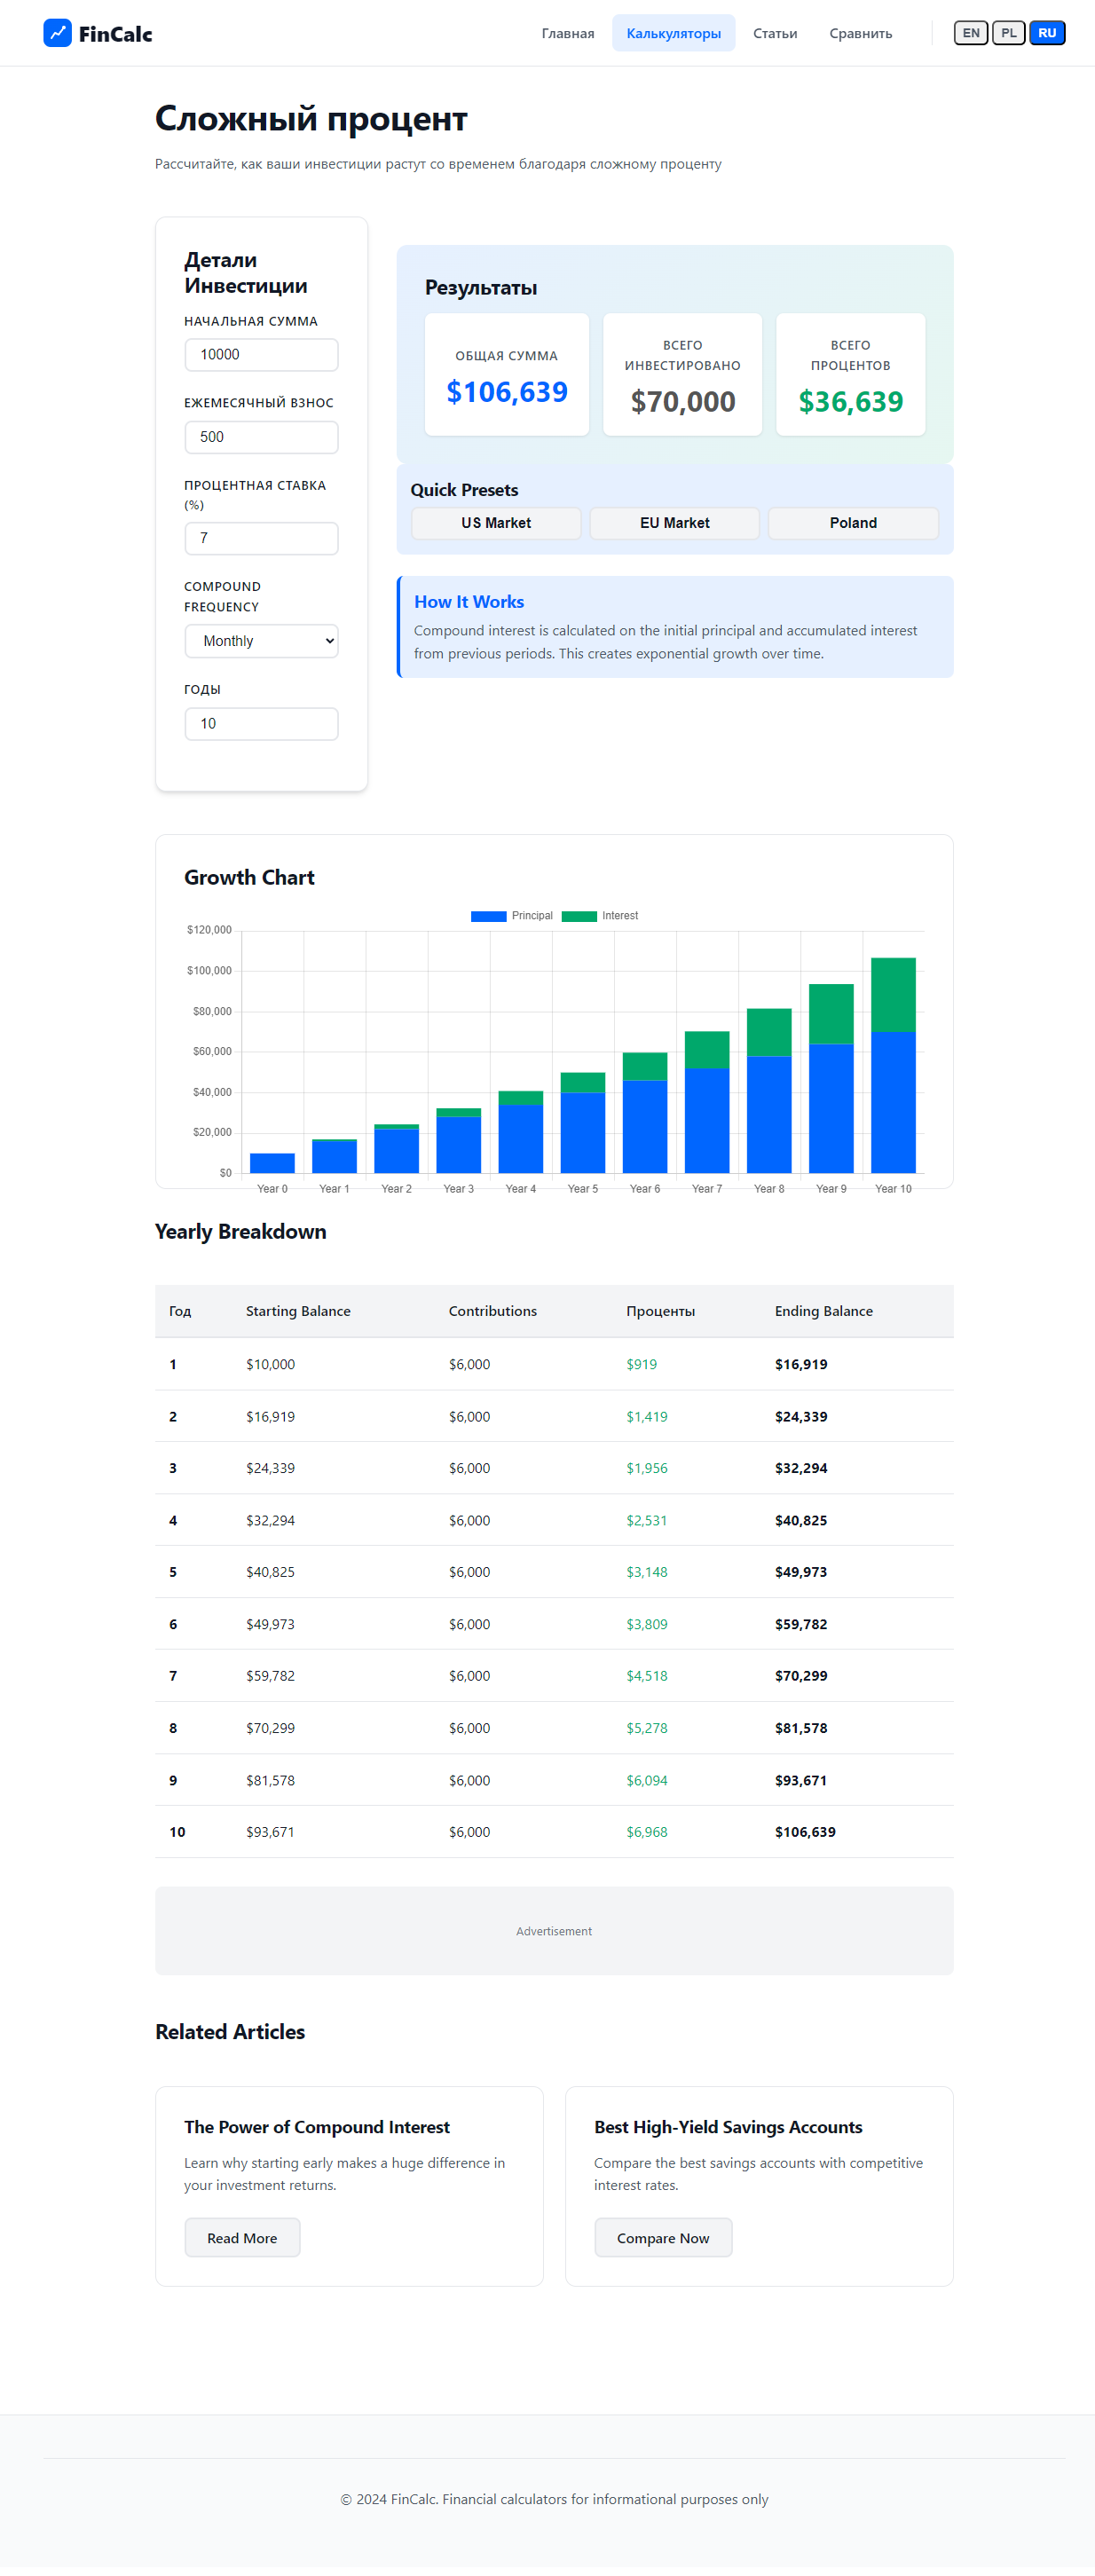 FinCalc
Главная Калькуляторы Статьи Сравнить EN PL RU
Сложный процент
Рассчитайте, как ваши инвестиции растут со временем благодаря сложному проценту
Детали
Инвестиции
НАЧАЛЬНАЯ СУММА
10000
ЕЖЕМЕСЯЧНЫЙ ВЗНОС
500
ПРОЦЕНТНАЯ СТАВКА
(%)
7
COMPOUND
FREQUENCY
Monthly
ГОДЫ
10
Результаты
ОБЩАЯ СУММА
$106,639
ВСЕГО
ИНВЕСТИРОВАНО
$70,000
ВСЕГО
ПРОЦЕНТОВ
$36,639
Quick Presets
US Market EU Market Poland
How It Works
Compound interest is calculated on the initial principal and accumulated interest
from previous periods. This creates exponential growth over time.
Growth Chart
Principal Interest
$120,000
$100,000
$80,000
$60,000
$40,000
$20,000
$0
Year 0 Year 1 Year 2 Year 3 Year 4 Year 5 Year 6 Year 7 Year 8 Year 9 Year 10
Yearly Breakdown
Год Starting Balance Contributions Проценты Ending Balance
1 $10,000 $6,000 $919 $16,919
2 $16,919 $6,000 $1,419 $24,339
3 $24,339 $6,000 $1,956 $32,294
4 $32,294 $6,000 $2,531 $40,825
5 $40,825 $6,000 $3,148 $49,973
6 $49,973 $6,000 $3,809 $59,782
7 $59,782 $6,000 $4,518 $70,299
8 $70,299 $6,000 $5,278 $81,578
9 $81,578 $6,000 $6,094 $93,671
10 $93,671 $6,000 $6,968 $106,639
Advertisement
Related Articles
The Power of Compound Interest
Learn why starting early makes a huge difference in
your investment returns.
Read More
Best High-Yield Savings Accounts
Compare the best savings accounts with competitive
interest rates.
Compare Now
© 2024 FinCalc. Financial calculators for informational purposes only